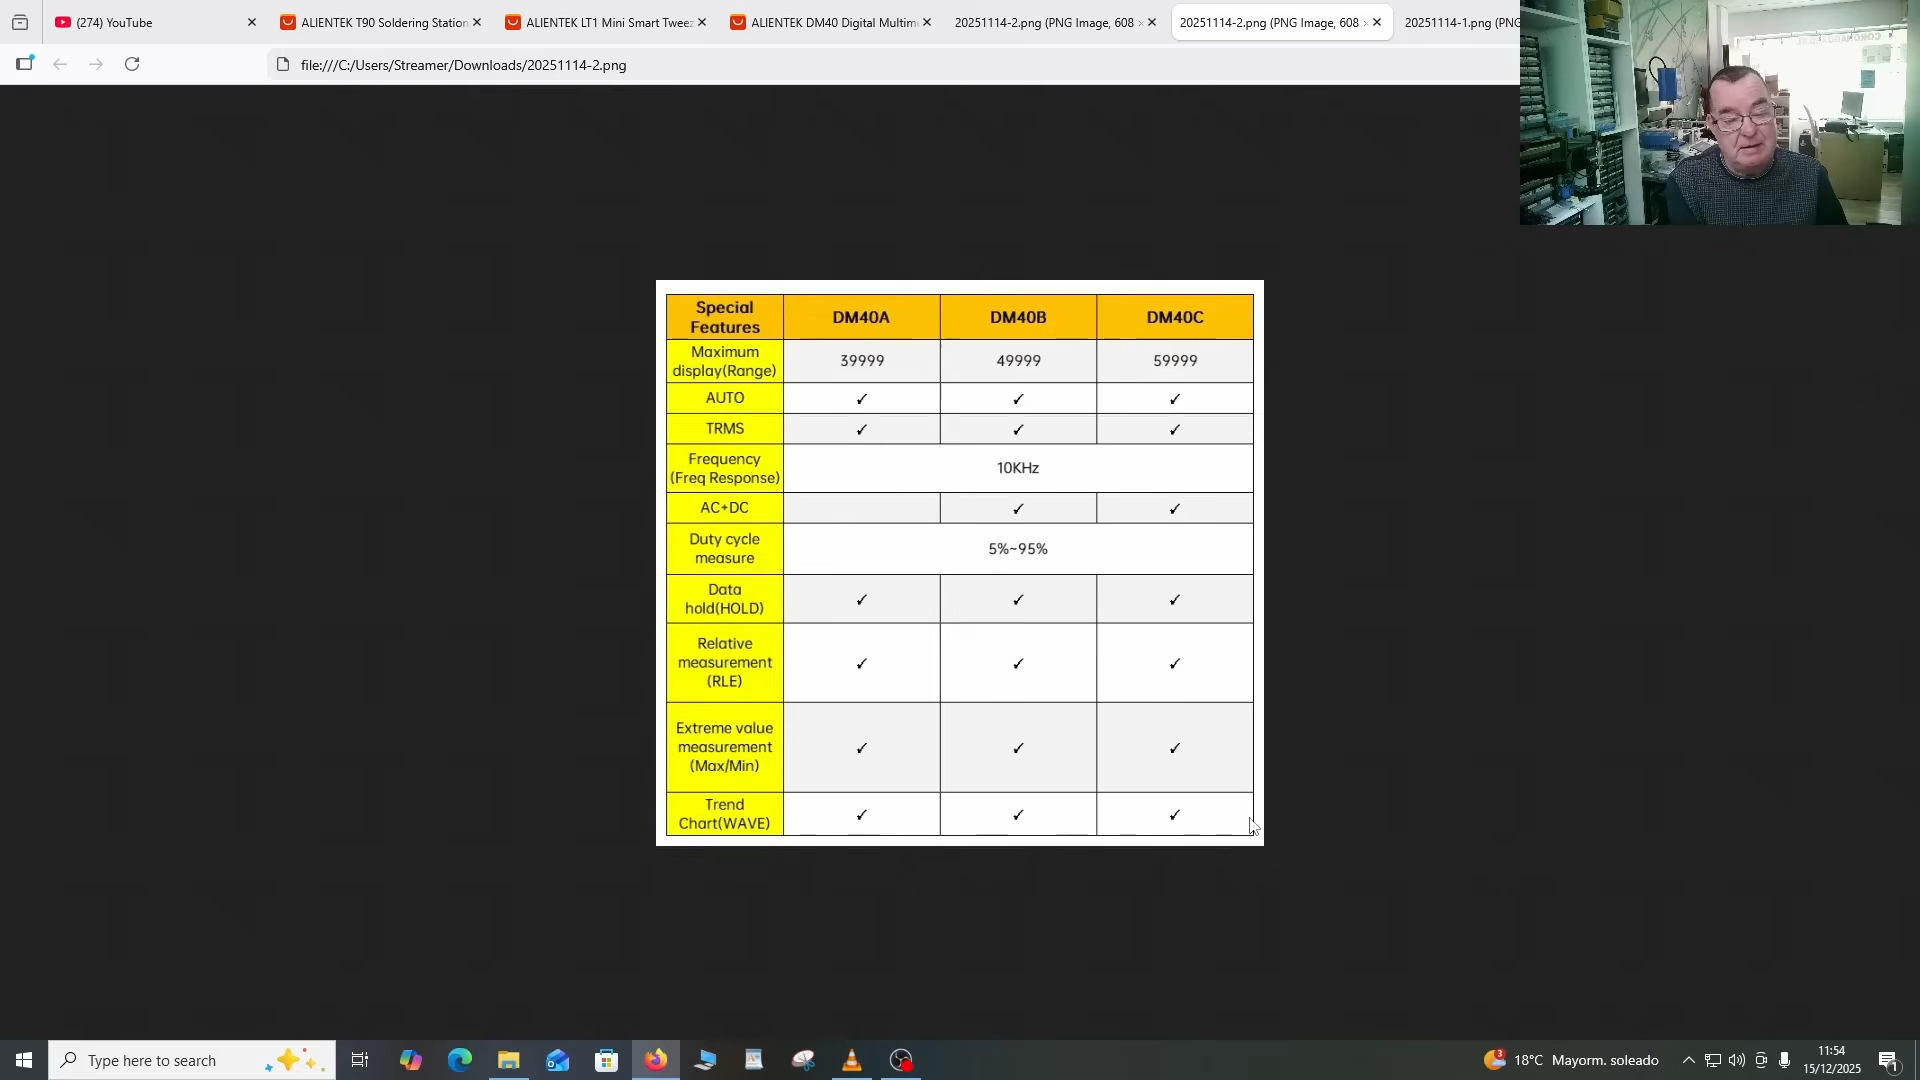 (274) YouTube
ALIENTEK T90 Soldering Station
ALIENTEK LT1 Mini Smart Tweez
ALIENTEK DM40 Digital Multim
20251114-2.png (PNG Image, 608
20251114-2.png (PNG Image, 608
20251114-1.png (PNG
file:///C:/Users/Streamer/Downloads/20251114-2.png
Special
Features
DM40A
DM40B
DM40C
Maximum
display(Range)
39999
49999
59999
AUTO
✓
✓
✓
TRMS
✓
✓
✓
Frequency
(Freq Response)
10KHz
AC+DC
✓
✓
Duty cycle
measure
5%~95%
Data
hold(HOLD)
✓
✓
✓
Relative
measurement
(RLE)
✓
✓
✓
Extreme value
measurement
(Max/Min)
✓
✓
✓
Trend
Chart(WAVE)
✓
✓
✓
Type here to search
3
18°C Mayorm. soleado
11:54
15/12/2025
1